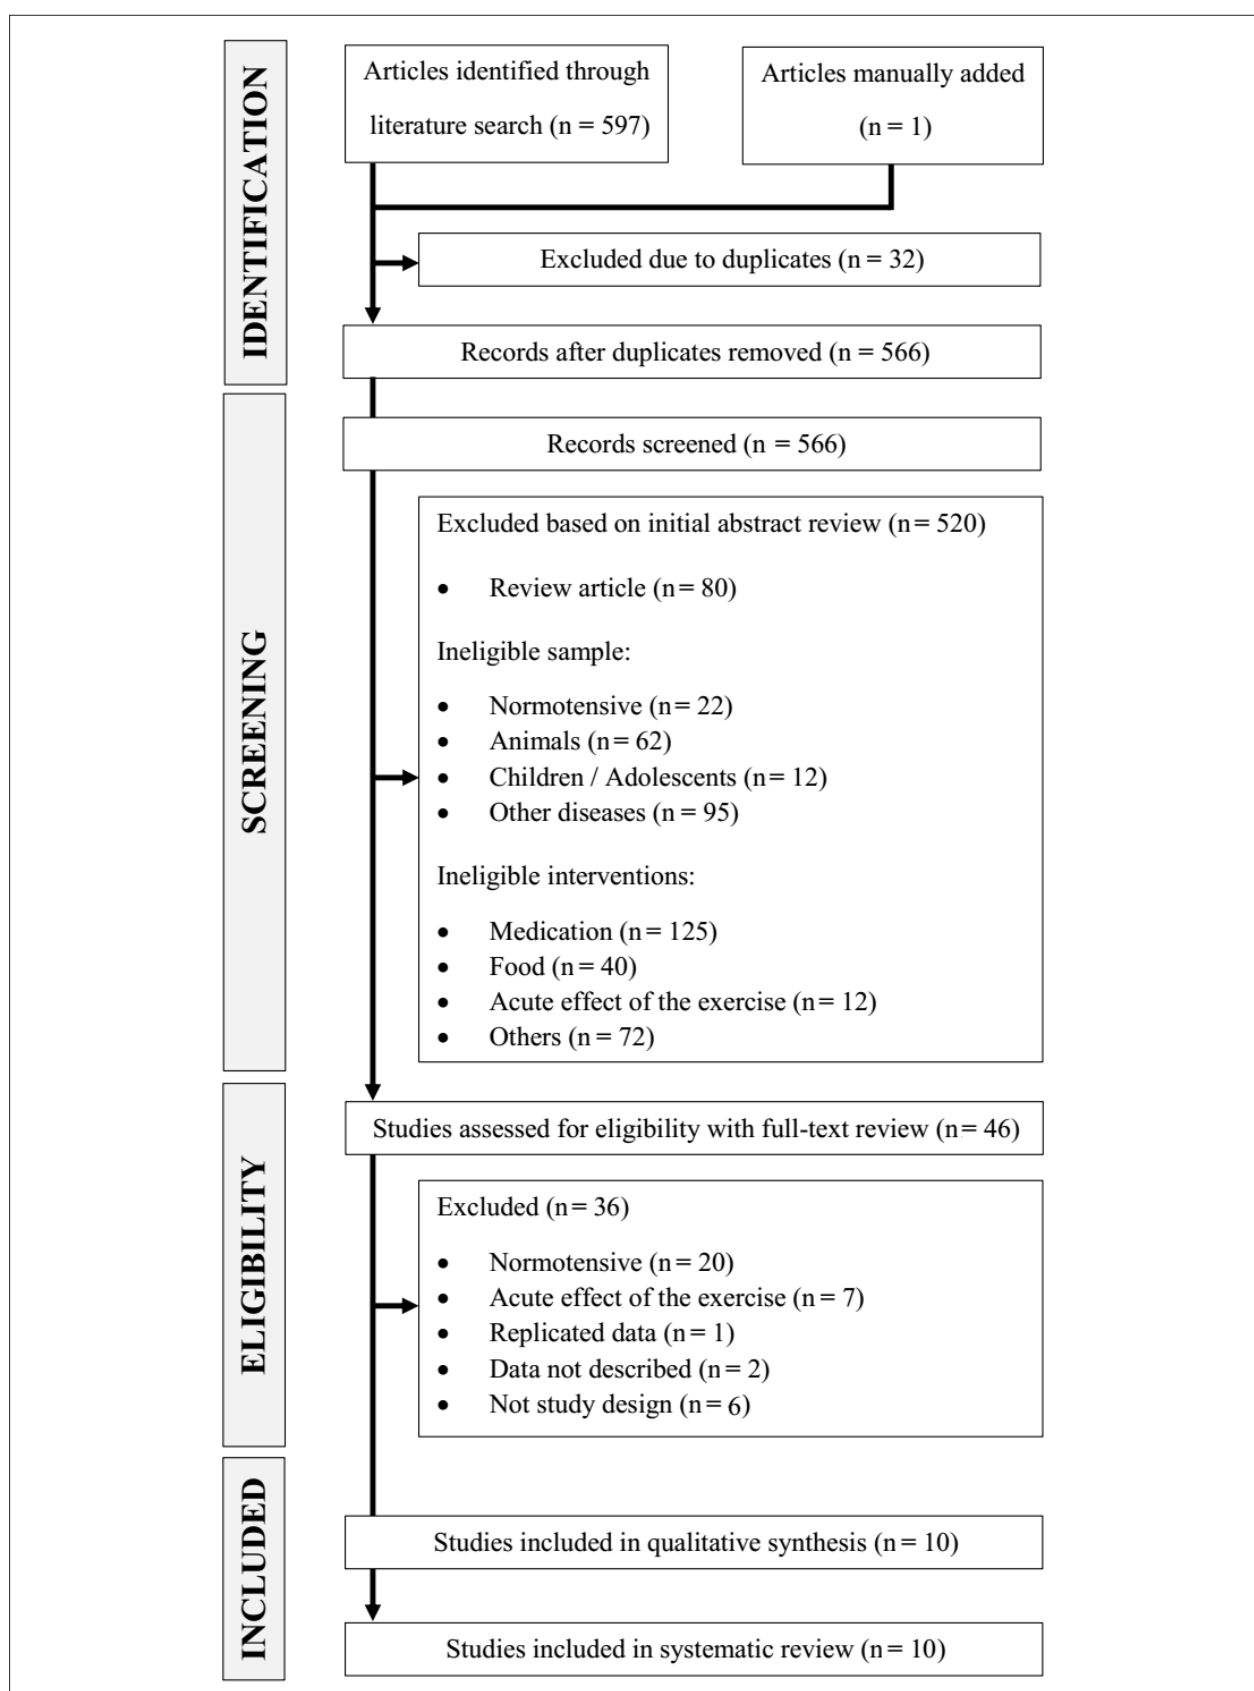 IDENTIFICATION
Articles identified through
literature search (n = 597)
Articles manually added
(n = 1)
Excluded due to duplicates (n = 32)
Records after duplicates removed (n = 566)
SCREENING
Records screened (n = 566)
Excluded based on initial abstract review (n = 520)
• Review article (n = 80)
Ineligible sample:
• Normotensive (n = 22)
• Animals (n = 62)
• Children / Adolescents (n = 12)
• Other diseases (n = 95)
Ineligible interventions:
• Medication (n = 125)
• Food (n = 40)
• Acute effect of the exercise (n = 12)
• Others (n = 72)
ELIGIBILITY
Studies assessed for eligibility with full-text review (n = 46)
Excluded (n = 36)
• Normotensive (n = 20)
• Acute effect of the exercise (n = 7)
• Replicated data (n = 1)
• Data not described (n = 2)
• Not study design (n = 6)
INCLUDED
Studies included in qualitative synthesis (n = 10)
Studies included in systematic review (n = 10)